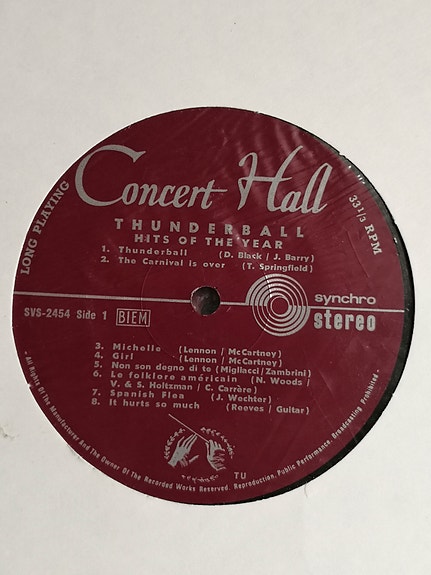 Concert Hall
LONG PLAYING
33 1/3 RPM
THUNDERBALL
HITS OF THE YEAR
1. Thunderball (D. Black / J. Barry)
2. The Carnival is over (T. Springfield)
synchro
stereo
SVS-2454 Side 1 BIEM
3. Michelle (Lennon / McCartney)
4. Girl (Lennon / McCartney)
5. Non son degno di te (Migliacci / Zambrini)
6. Le folklore américain (N. Woods /
V. & S. Holtzman / C. Carrère)
7. Spanish Flea (J. Wechter)
8. It hurts so much (Reeves / Guitar)
TU
- All Rights Of The Manufacturer And The Owner Of The Recorded Works Reserved. Reproduction, Public Performance, Broadcasting Prohibited -